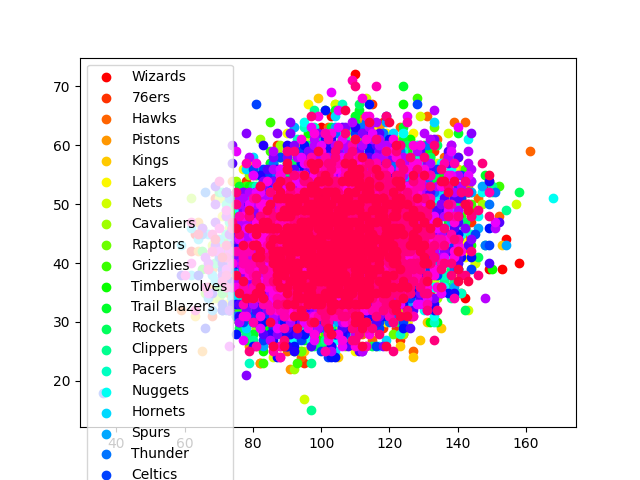 70
60
50
40
30
20
40
60
80
100
120
140
160
Wizards
76ers
Hawks
Pistons
Kings
Lakers
Nets
Cavaliers
Raptors
Grizzlies
Timberwolves
Trail Blazers
Rockets
Clippers
Pacers
Nuggets
Hornets
Spurs
Thunder
Celtics